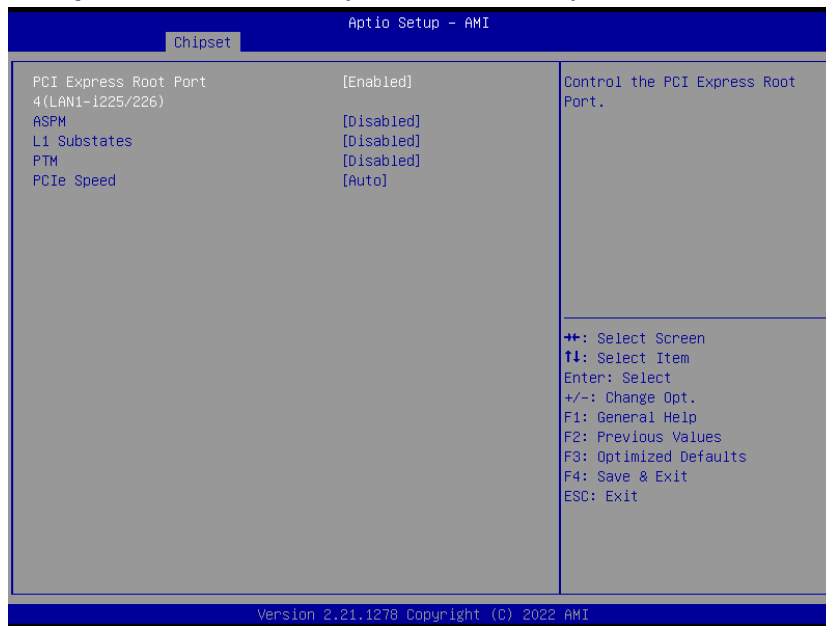 Aptio Setup – AMI
Chipset
PCI Express Root Port [Enabled]
4(LAN1-i225/226)
ASPM [Disabled]
L1 Substates [Disabled]
PTM [Disabled]
PCIe Speed [Auto]
Control the PCI Express Root
Port.
→←: Select Screen
↑↓: Select Item
Enter: Select
+/-: Change Opt.
F1: General Help
F2: Previous Values
F3: Optimized Defaults
F4: Save & Exit
ESC: Exit
Version 2.21.1278 Copyright (C) 2022 AMI